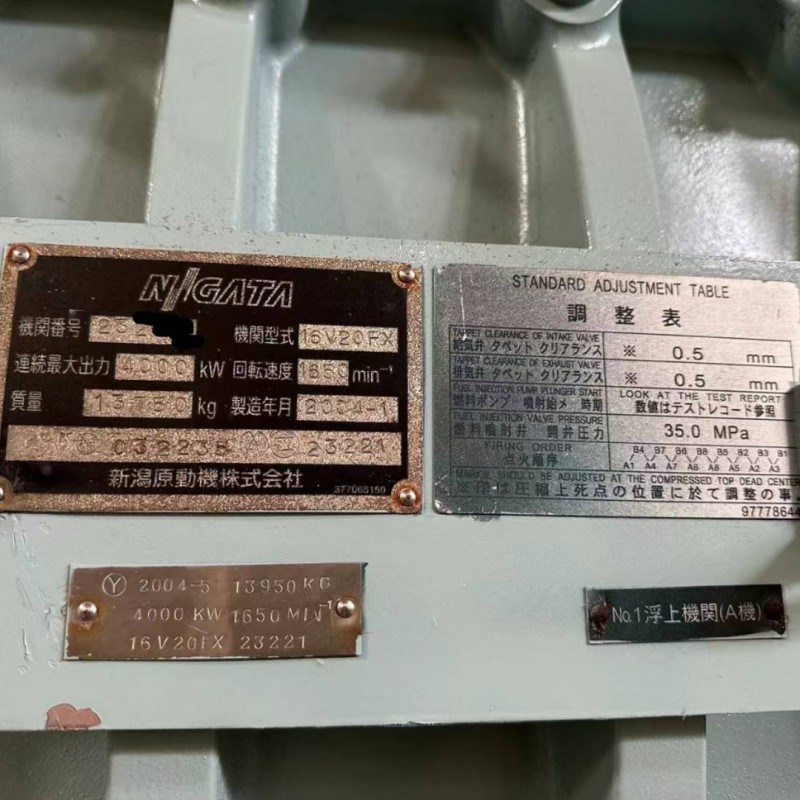 NIIGATA
機関番号
機関型式 16V20FX
連続最大出力 4000 kW 回転速度 1650 min⁻¹
質量 kg 製造年月 2004-1
23221
新潟原動機株式会社
STANDARD ADJUSTMENT TABLE
調整表
TAPPET CLEARANCE OF INTAKE VALVE
給気弁 タペット クリアランス ※ 0.5 mm
TAPPET CLEARANCE OF EXHAUST VALVE
排気弁 タペット クリアランス ※ 0.5 mm
FUEL INJECTION PUMP PLUNGER START
燃料ポンプ 噴射始メ 時期
LOOK AT THE TEST REPORT
数値はテストレコード参照
FUEL INJECTION VALVE PRESSURE
燃料噴射弁 開弁圧力 35.0 MPa
FIRING ORDER
点火順序
B4 B7 B8 B6 B5 B2 B3 B1
A1 A4 A7 A6 A8 A5 A2 A3
SHOULD BE ADJUSTED AT THE COMPRESSED TOP DEAD CENTER
※印は圧縮上死点の位置に於て調整の事
97778644
Y 2004-5 13950 KG
4000 KW 1650 MIN⁻¹
16V20FX 23221
No.1浮上機関(A機)